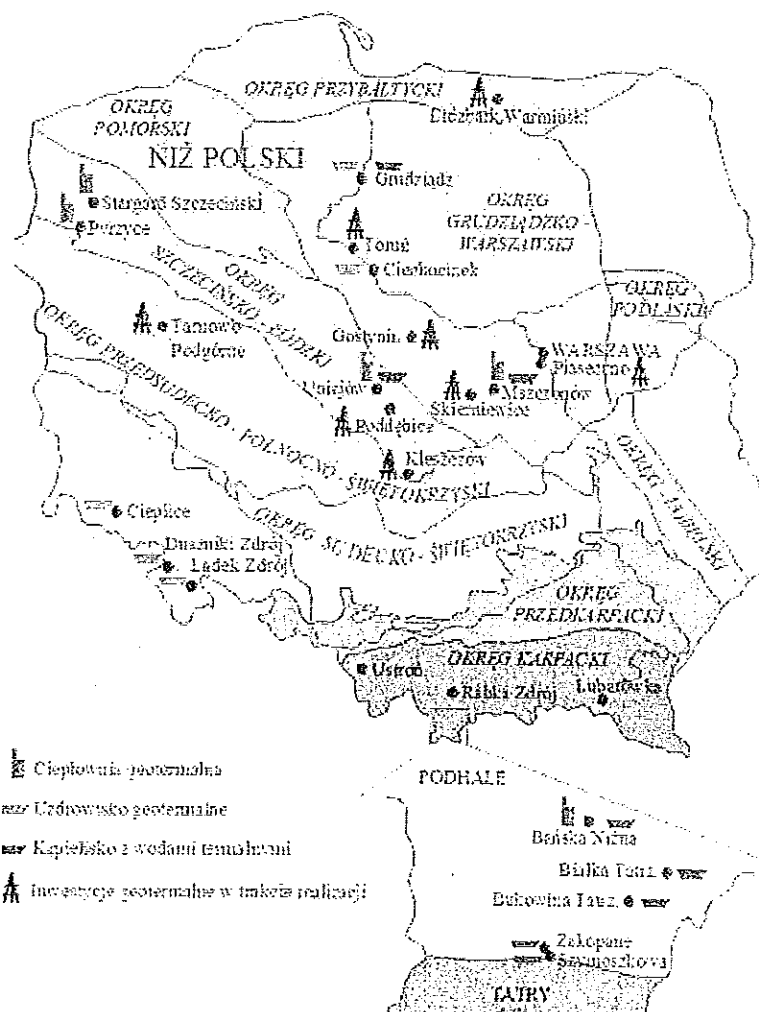 OKRĘG PRZYBAŁTYCKI
OKRĘG
POMORSKI
Lidzbark Warmiński
NIŻ POLSKI
Grudziądz
Stargard Szczeciński
Pyrzyce
OKRĘG
GRUDZIĄDZKO -
WARSZAWSKI
Toruń
Ciechocinek
OKRĘG
SZCZECIŃSKO - ŁÓDZKI
OKRĘG
PODLASKI
Tarnowo
Podgórne
Gostynin
WARSZAWA
Piaseczno
OKRĘG PRZEDSUDECKO - PÓŁNOCNO - ŚWIĘTOKRZYSKI
Uniejów
Skierniewice
Mszczonów
Poddębice
Kleszczów
OKRĘG - LUBELSKI
Cieplice
OKRĘG SUDECKO - ŚWIĘTOKRZYSKI
Duszniki Zdrój
Lądek Zdrój
OKRĘG
PRZEDKARPACKI
OKRĘG KARPACKI
Ustroń
Rabka Zdrój
Lubatówka
Ciepłownia geotermalna
Uzdrowisko geotermalne
Kąpielisko z wodami termalnymi
Inwestycje geotermalne w trakcie realizacji
PODHALE
Bańska Niżna
Białka Tatrz.
Bukowina Tatrz.
Zakopane
Szymoszkowa
TATRY